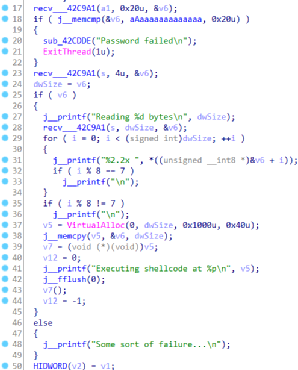 17 recv___42C9A1(a1, 0x20u, &v6);
18 if ( j__memcmp(&v6, aAaaaaaaaaaaaaa, 0x20u) )
19 {
20 sub_42CDDE("Password failed\n");
21 ExitThread(1u);
22 }
23 recv___42C9A1(s, 4u, &v6);
24 dwSize = v6;
25 if ( v6 )
26 {
27 j__printf("Reading %d bytes\n", dwSize);
28 recv___42C9A1(s, dwSize, &v6);
29 for ( i = 0; i < (signed int)dwSize; ++i )
30 {
31 j__printf("%2.2x ", *((unsigned __int8 *)&v6 + i));
32 if ( i % 8 == 7 )
33 j__printf("\n");
34 }
35 if ( i % 8 != 7 )
36 j__printf("\n");
37 v5 = VirtualAlloc(0, dwSize, 0x1000u, 0x40u);
38 j__memcpy(v5, &v6, dwSize);
39 v7 = (void (*)(void))v5;
40 v12 = 0;
41 j__printf("Executing shellcode at %p\n", v5);
42 j__fflush(0);
43 v7();
44 v12 = -1;
45 }
46 else
47 {
48 j__printf("Some sort of failure...\n");
49 }
50 HIDWORD(v2) = v1;